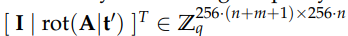 [ I | rot(A|t′) ]ᵀ ∈ ℤ_q^{256·(n+m+1)×256·n}